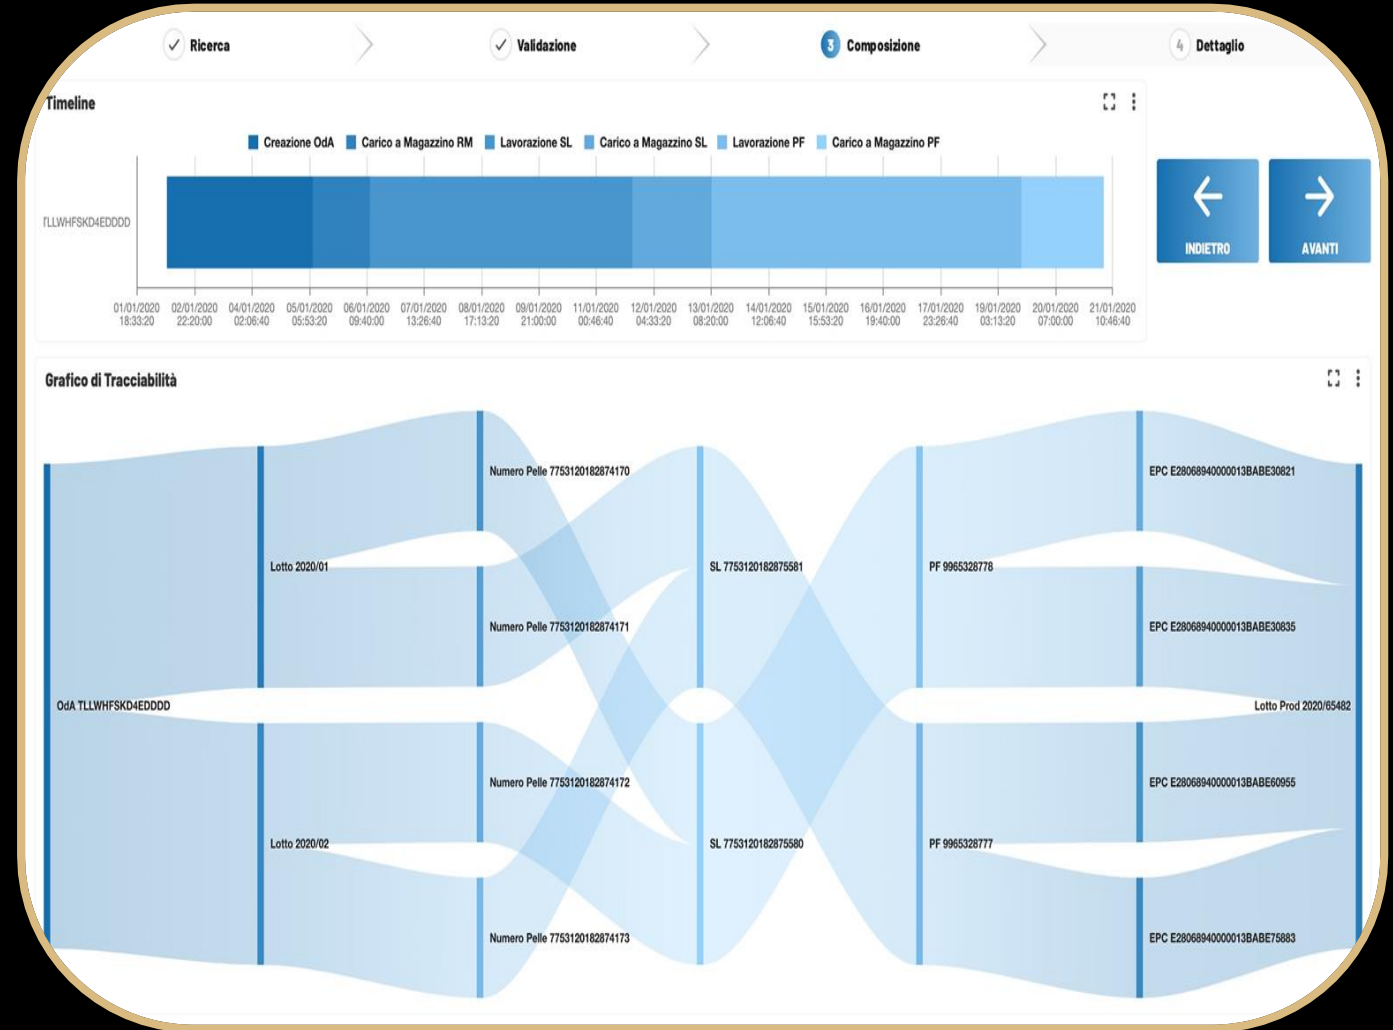 Ricerca
Validazione
3 Composizione
4 Dettaglio
Timeline
Creazione OdA Carico a Magazzino RM Lavorazione SL Carico a Magazzino SL Lavorazione PF Carico a Magazzino PF
TLLWHFSKD4EDDDD
INDIETRO
AVANTI
01/01/2020 02/01/2020 04/01/2020 05/01/2020 06/01/2020 07/01/2020 08/01/2020 09/01/2020 11/01/2020 12/01/2020 13/01/2020 14/01/2020 15/01/2020 16/01/2020 17/01/2020 19/01/2020 20/01/2020 21/01/2020
18:33:20 22:20:00 02:06:40 05:53:20 09:40:00 13:26:40 17:13:20 21:00:00 00:46:40 04:33:20 08:20:00 12:06:40 15:53:20 19:40:00 23:26:40 03:13:20 07:00:00 10:46:40
Grafico di Tracciabilità
Numero Pelle 7753120182874170
EPC E28068940000013BABE30821
Lotto 2020/01
SL 7753120182875581
PF 9965328778
Numero Pelle 7753120182874171
EPC E28068940000013BABE30835
OdA TLLWHFSKD4EDDDD
Lotto Prod 2020/65482
Numero Pelle 7753120182874172
EPC E28068940000013BABE60955
Lotto 2020/02
SL 7753120182875580
PF 9965328777
Numero Pelle 7753120182874173
EPC E28068940000013BABE75883